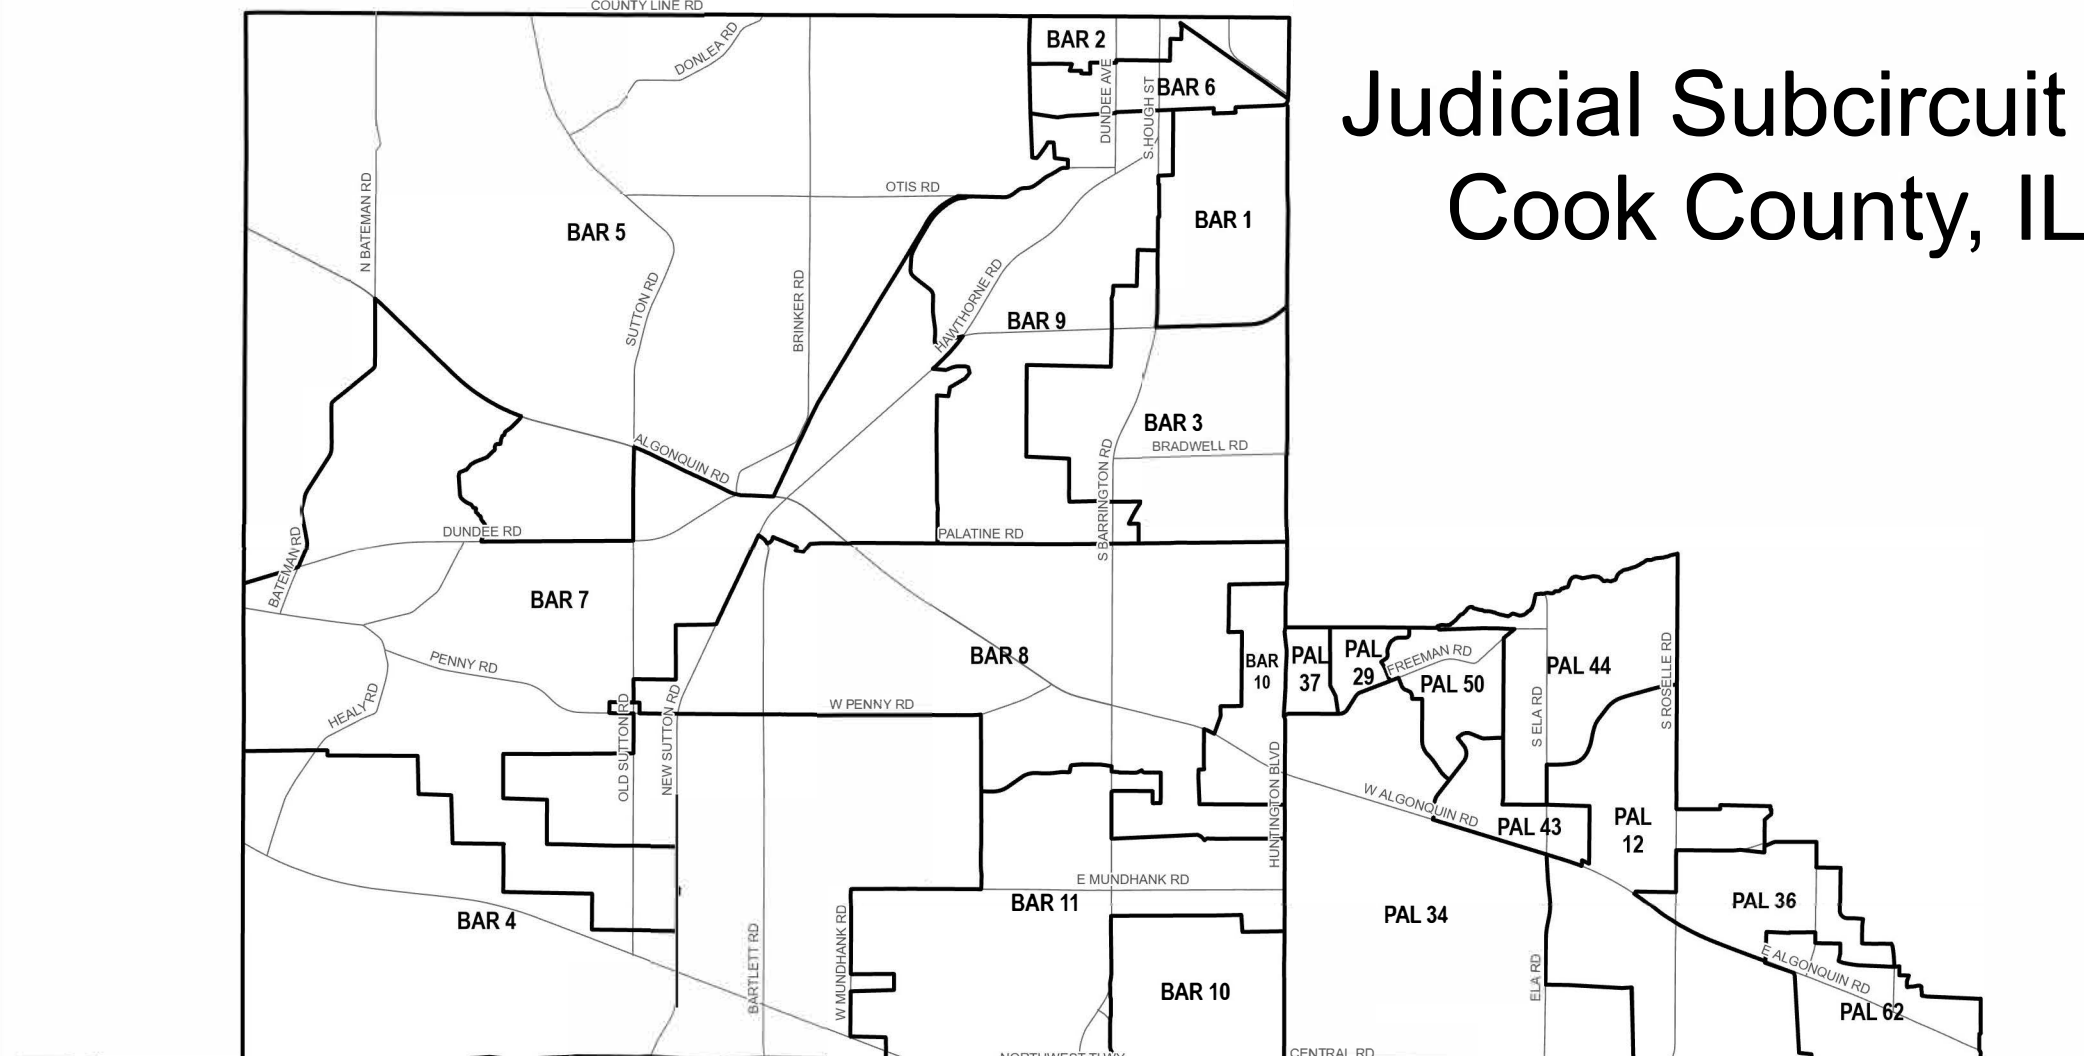 COUNTY LINE RD
Judicial Subcircuit
Cook County, IL
BAR 2
DONLEA RD
DUNDEE AVE
S HOUGH ST
BAR 6
N BATEMAN RD
OTIS RD
BAR 5
BAR 1
SUTTON RD
BRINKER RD
HAWTHORNE RD
BAR 9
BAR 3
BRADWELL RD
ALGONQUIN RD
S BARRINGTON RD
DUNDEE RD
PALATINE RD
BATEMAN RD
BAR 7
BAR 8
BAR
10
PAL
37
PAL
29
FREEMAN RD
PAL 50
PAL 44
S ROSELLE RD
PENNY RD
HEALY RD
OLD SUTTON RD
NEW SUTTON RD
W PENNY RD
S ELA RD
HUNTINGTON BLVD
W ALGONQUIN RD
PAL 43
PAL
12
E MUNDHANK RD
BAR 11
PAL 34
PAL 36
BAR 4
BARTLETT RD
W MUNDHANK RD
BAR 10
ELA RD
E ALGONQUIN RD
PAL 62
NORTHWEST TLWY
CENTRAL RD